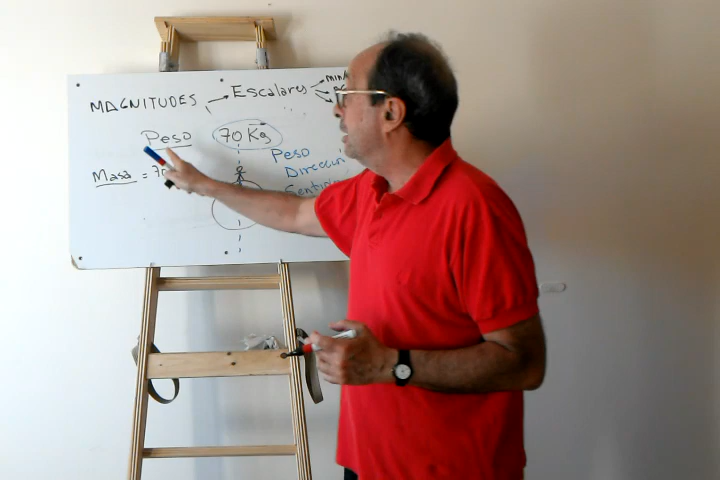 MAGNITUDES → Escalares
Peso 70 Kg
Peso
Masa =
Dirección